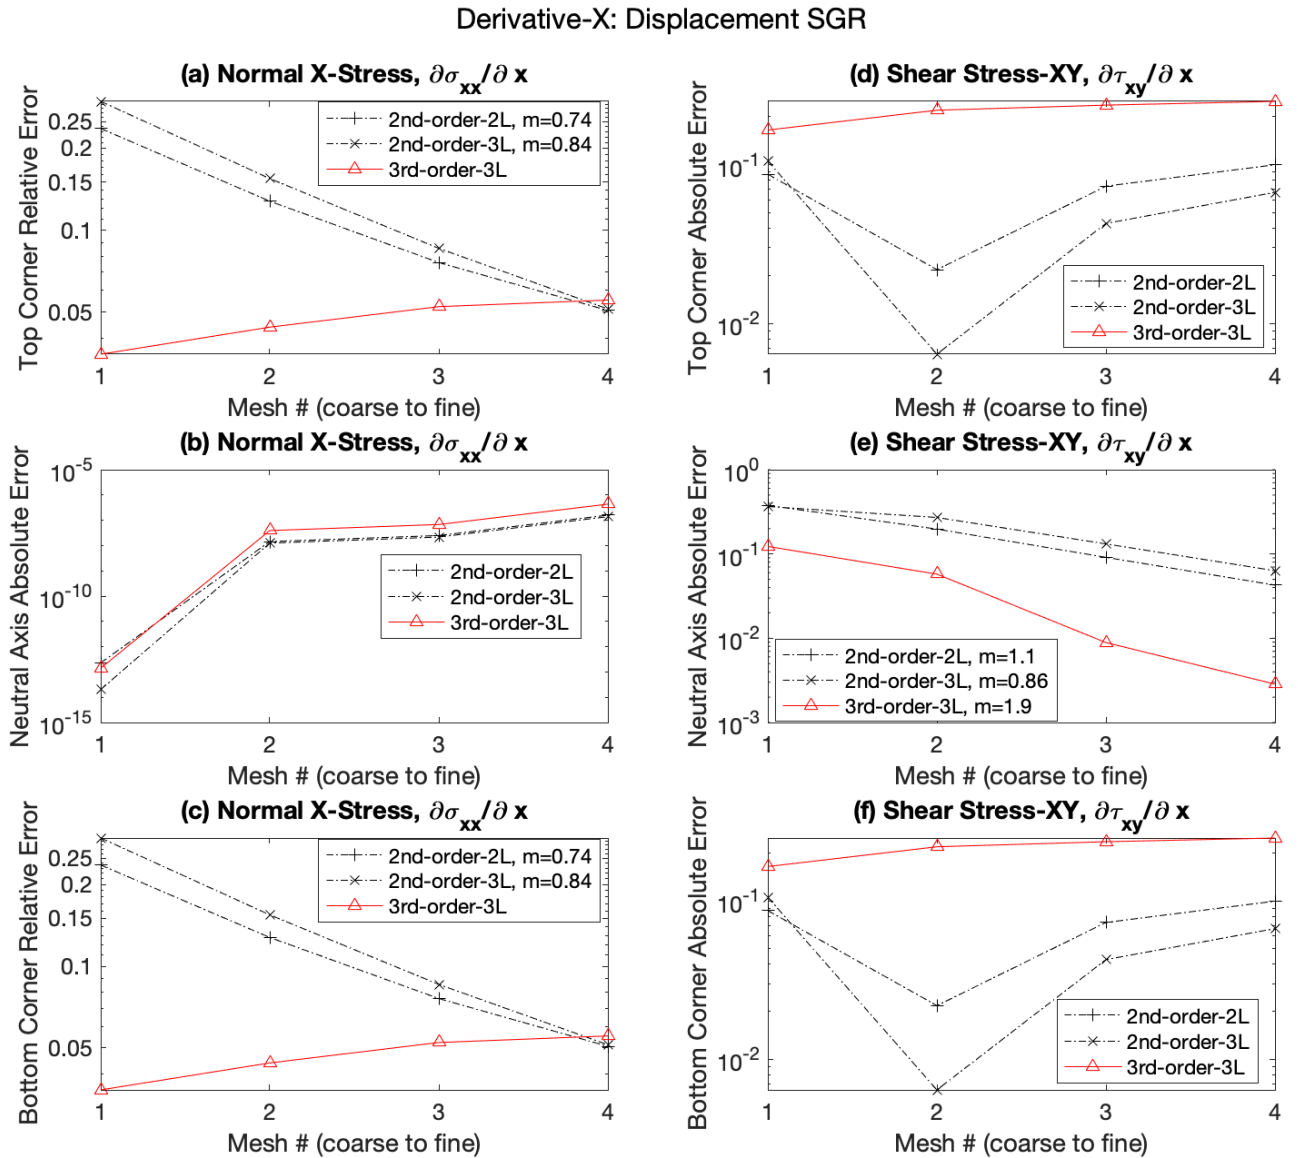 Derivative-X: Displacement SGR
(a) Normal X-Stress, ∂σxx/∂ x
Top Corner Relative Error
0.25
0.2
0.15
0.1
0.05
2nd-order-2L, m=0.74
2nd-order-3L, m=0.84
3rd-order-3L
1 2 3 4
Mesh # (coarse to fine)
(d) Shear Stress-XY, ∂τxy/∂ x
Top Corner Absolute Error
10^-1
10^-2
2nd-order-2L
2nd-order-3L
3rd-order-3L
1 2 3 4
Mesh # (coarse to fine)
(b) Normal X-Stress, ∂σxx/∂ x
Neutral Axis Absolute Error
10^-5
10^-10
10^-15
2nd-order-2L
2nd-order-3L
3rd-order-3L
1 2 3 4
Mesh # (coarse to fine)
(e) Shear Stress-XY, ∂τxy/∂ x
Neutral Axis Absolute Error
10^0
10^-1
10^-2
10^-3
2nd-order-2L, m=1.1
2nd-order-3L, m=0.86
3rd-order-3L, m=1.9
1 2 3 4
Mesh # (coarse to fine)
(c) Normal X-Stress, ∂σxx/∂ x
Bottom Corner Relative Error
0.25
0.2
0.15
0.1
0.05
2nd-order-2L, m=0.74
2nd-order-3L, m=0.84
3rd-order-3L
1 2 3 4
Mesh # (coarse to fine)
(f) Shear Stress-XY, ∂τxy/∂ x
Bottom Corner Absolute Error
10^-1
10^-2
2nd-order-2L
2nd-order-3L
3rd-order-3L
1 2 3 4
Mesh # (coarse to fine)